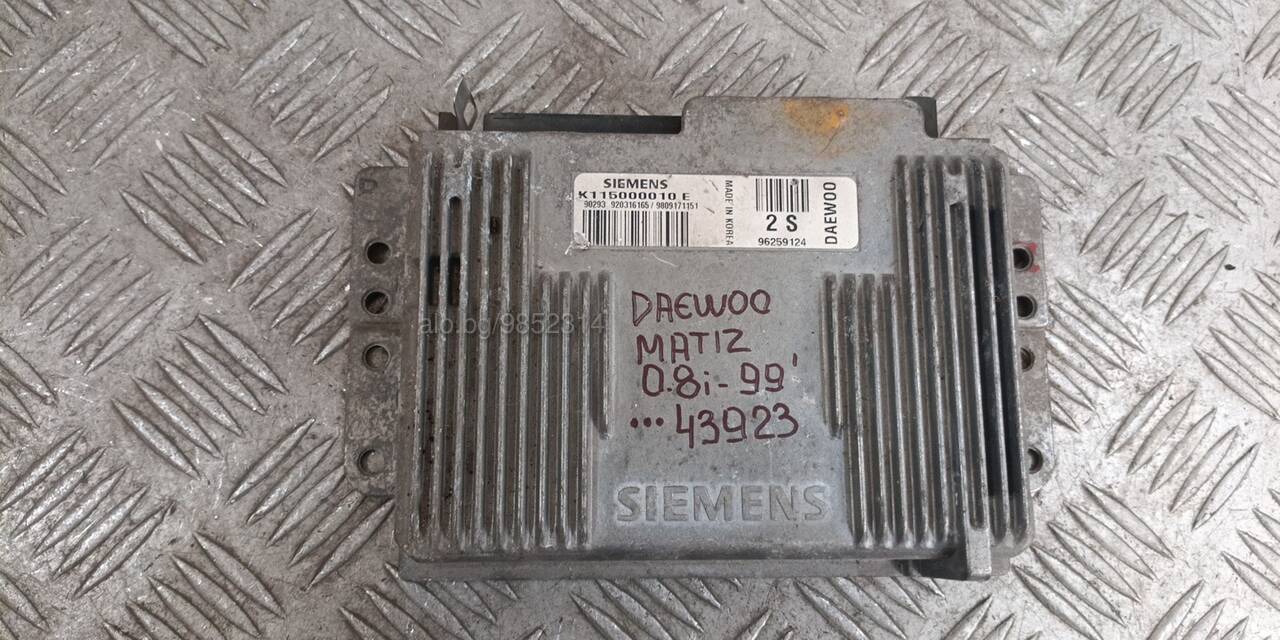 SIEMENS
K115000010 E
90293 920316165 / 9809171151
MADE IN KOREA
2 S
96259124
DAEWOO
alo.bg/9852314
DAEWOO
MATIZ
0.8i-99'
...43923
SIEMENS